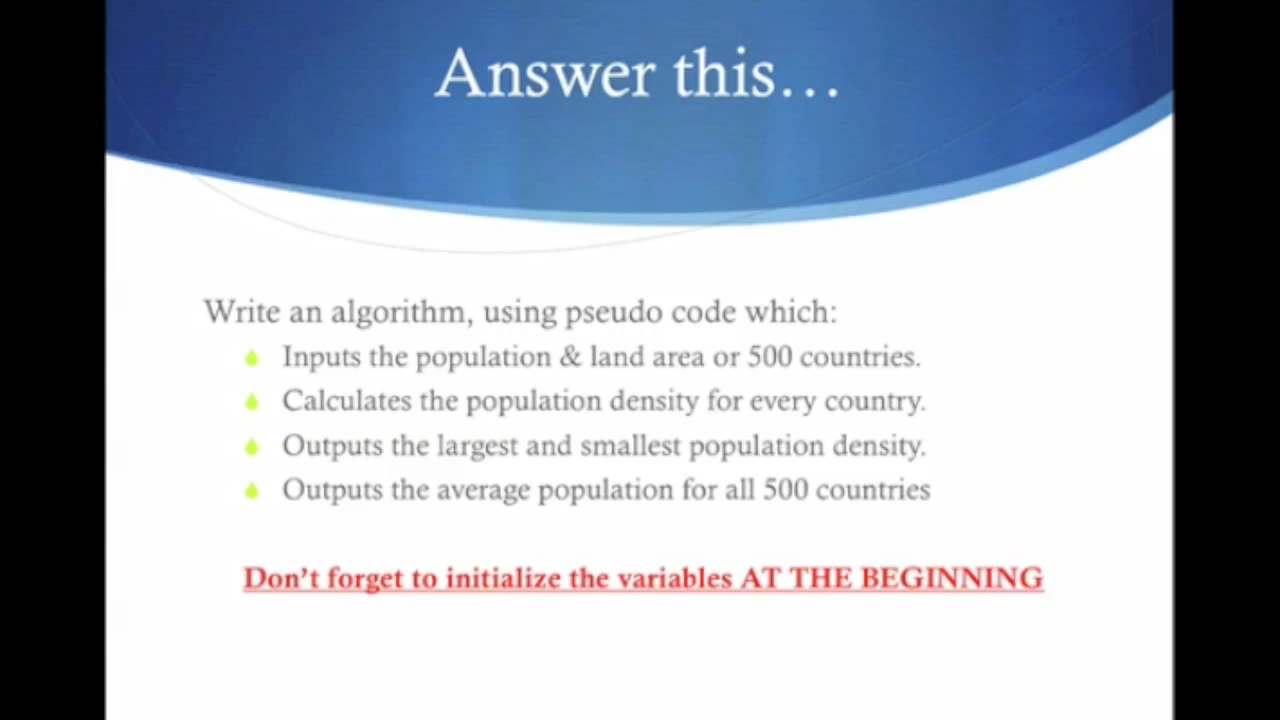 Answer this...
Write an algorithm, using pseudo code which:
Inputs the population & land area or 500 countries.
Calculates the population density for every country.
Outputs the largest and smallest population density.
Outputs the average population for all 500 countries
Don't forget to initialize the variables AT THE BEGINNING